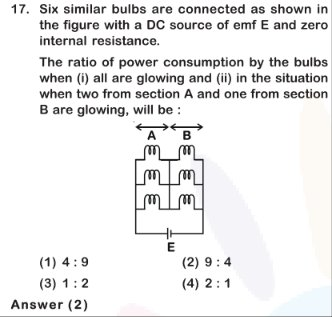 17. Six similar bulbs are connected as shown in
the figure with a DC source of emf E and zero
internal resistance.
The ratio of power consumption by the bulbs
when (i) all are glowing and (ii) in the situation
when two from section A and one from section
B are glowing, will be :
A B
E
(1) 4 : 9 (2) 9 : 4
(3) 1 : 2 (4) 2 : 1
Answer (2)